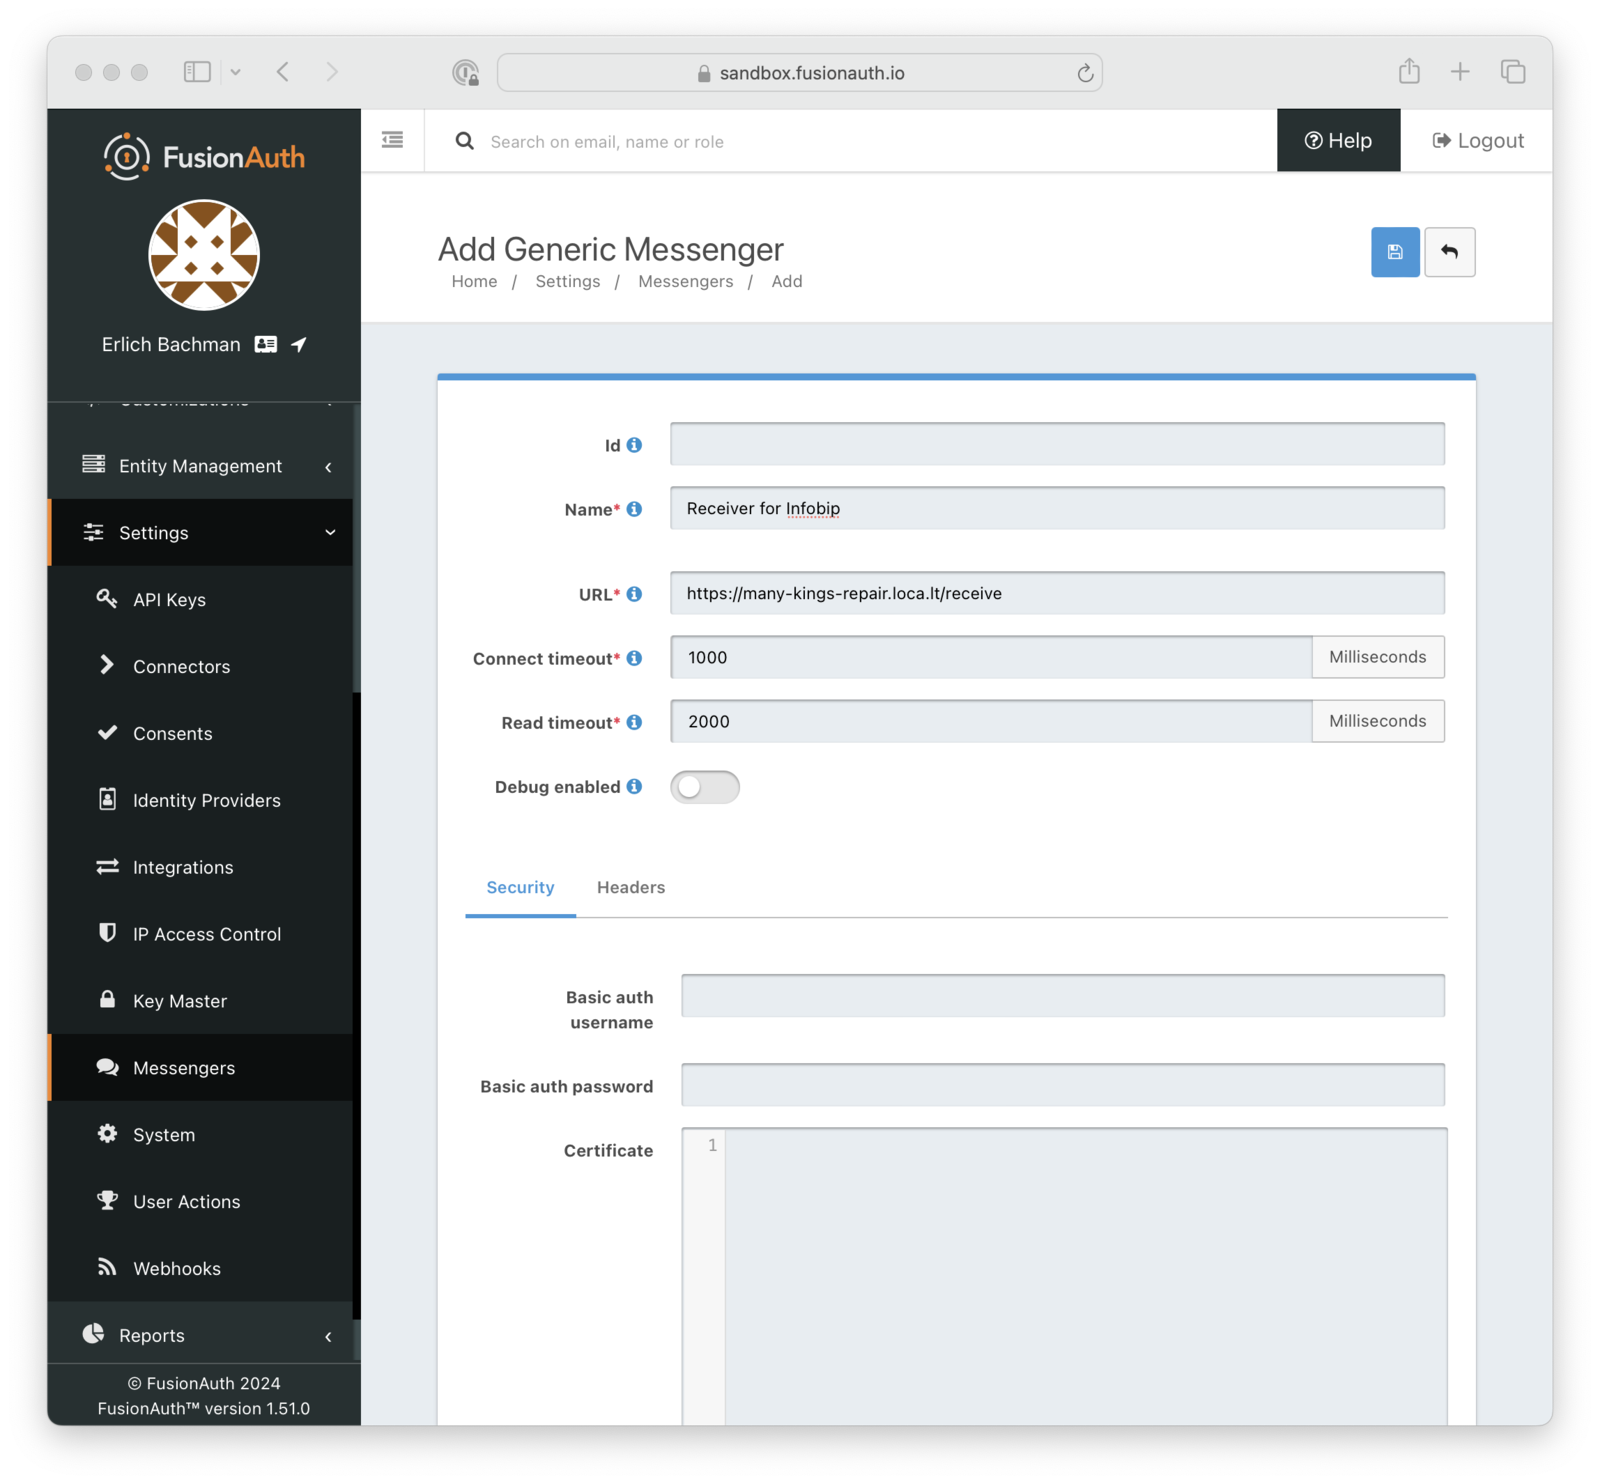 sandbox.fusionauth.io
FusionAuth
Search on email, name or role
Help
Logout
Erlich Bachman
Add Generic Messenger
Home / Settings / Messengers / Add
Entity Management
Settings
API Keys
Connectors
Consents
Identity Providers
Integrations
IP Access Control
Key Master
Messengers
System
User Actions
Webhooks
Reports
© FusionAuth 2024
FusionAuth™ version 1.51.0
Id
Name* Receiver for Infobip
URL* https://many-kings-repair.loca.lt/receive
Connect timeout* 1000 Milliseconds
Read timeout* 2000 Milliseconds
Debug enabled
Security Headers
Basic auth
username
Basic auth password
Certificate 1